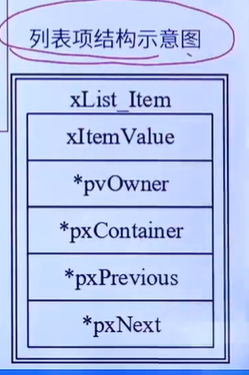 列表项结构示意图
xList_Item
xItemValue
*pvOwner
*pxContainer
*pxPrevious
*pxNext